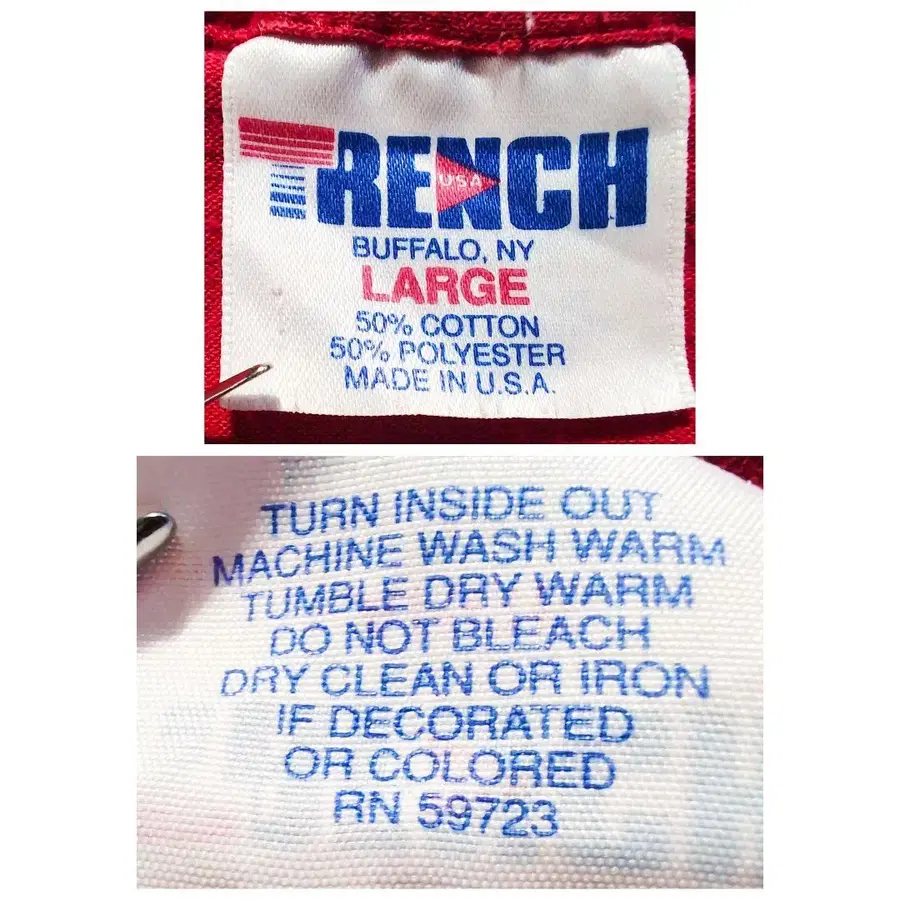 TRENCH
USA
BUFFALO, NY
LARGE
50% COTTON
50% POLYESTER
MADE IN U.S.A.
TURN INSIDE OUT
MACHINE WASH WARM
TUMBLE DRY WARM
DO NOT BLEACH
DRY CLEAN OR IRON
IF DECORATED
OR COLORED
RN 59723